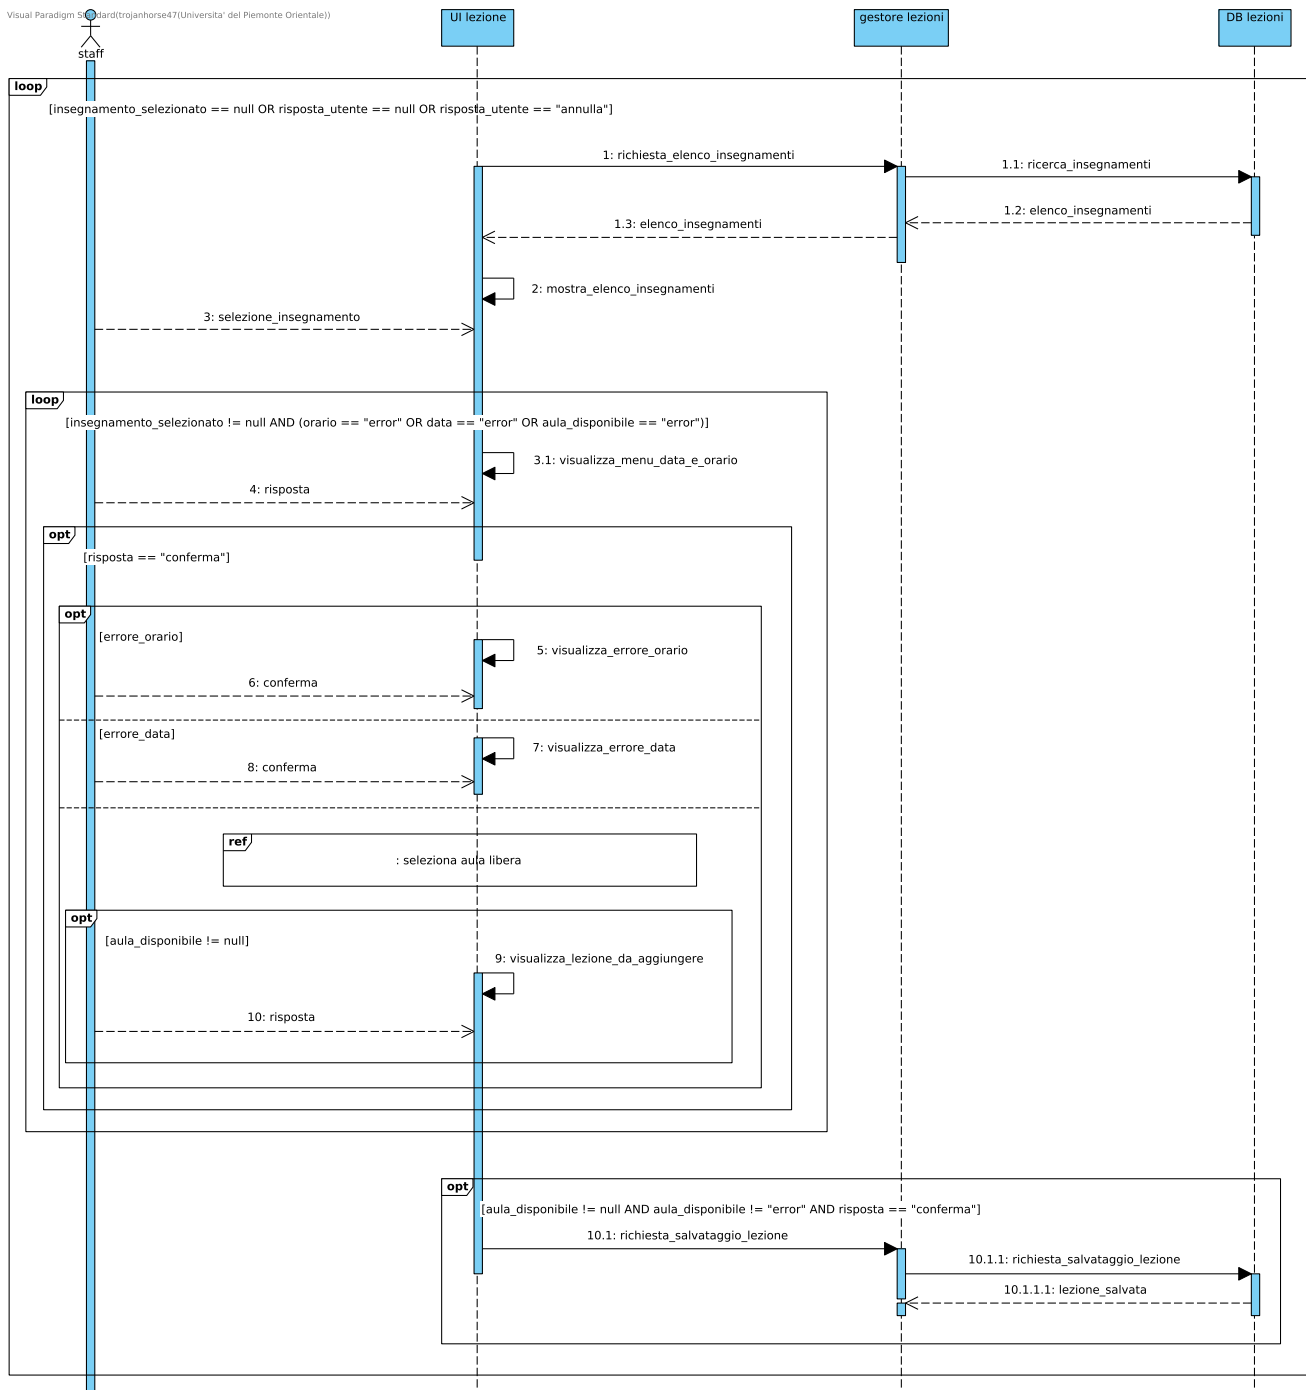 Visual Paradigm Standard(trojanhorse47(Universita' del Piemonte Orientale))
staff
UI lezione
gestore lezioni
DB lezioni
loop
[insegnamento_selezionato == null OR risposta_utente == null OR risposta_utente == "annulla"]
1: richiesta_elenco_insegnamenti
1.1: ricerca_insegnamenti
1.2: elenco_insegnamenti
1.3: elenco_insegnamenti
2: mostra_elenco_insegnamenti
3: selezione_insegnamento
loop
[insegnamento_selezionato != null AND (orario == "error" OR data == "error" OR aula_disponibile == "error")]
3.1: visualizza_menu_data_e_orario
4: risposta
opt
[risposta == "conferma"]
opt
[errore_orario]
5: visualizza_errore_orario
6: conferma
[errore_data]
7: visualizza_errore_data
8: conferma
ref
: seleziona aula libera
opt
[aula_disponibile != null]
9: visualizza_lezione_da_aggiungere
10: risposta
opt
[aula_disponibile != null AND aula_disponibile != "error" AND risposta == "conferma"]
10.1: richiesta_salvataggio_lezione
10.1.1: richiesta_salvataggio_lezione
10.1.1.1: lezione_salvata